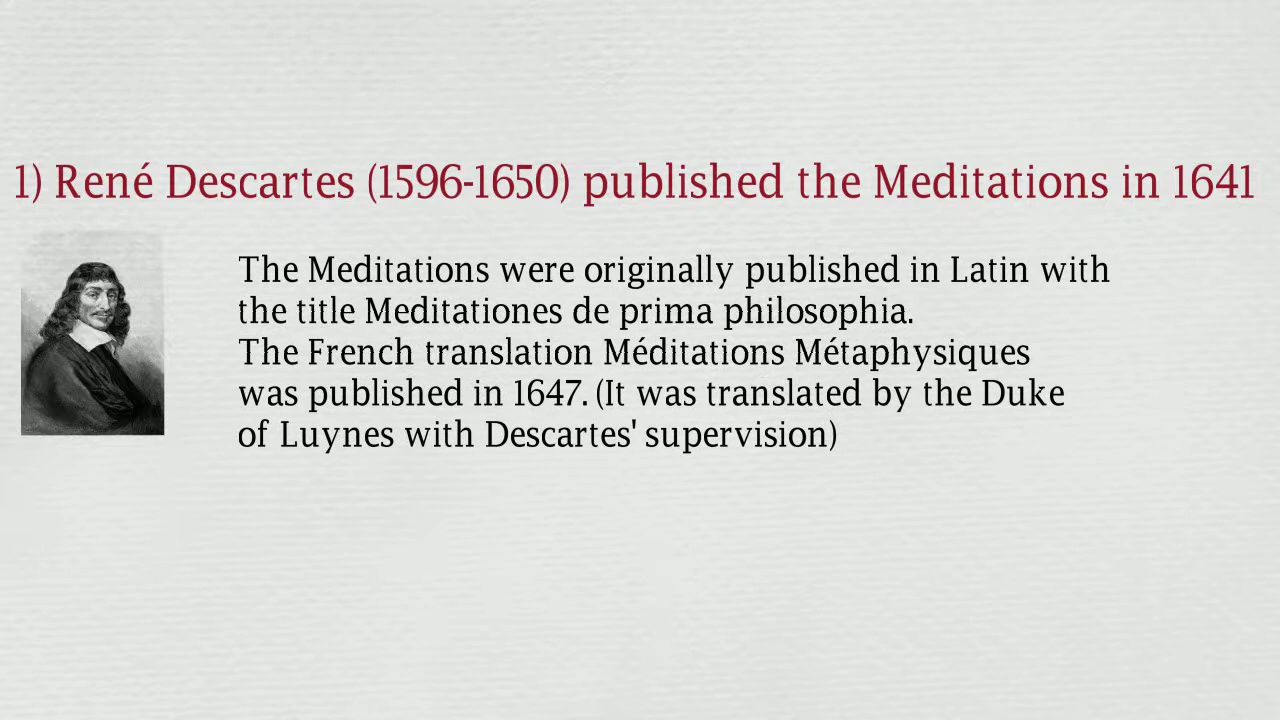 1) René Descartes (1596-1650) published the Meditations in 1641
The Meditations were originally published in Latin with
the title Meditationes de prima philosophia.
The French translation Méditations Métaphysiques
was published in 1647. (It was translated by the Duke
of Luynes with Descartes' supervision)